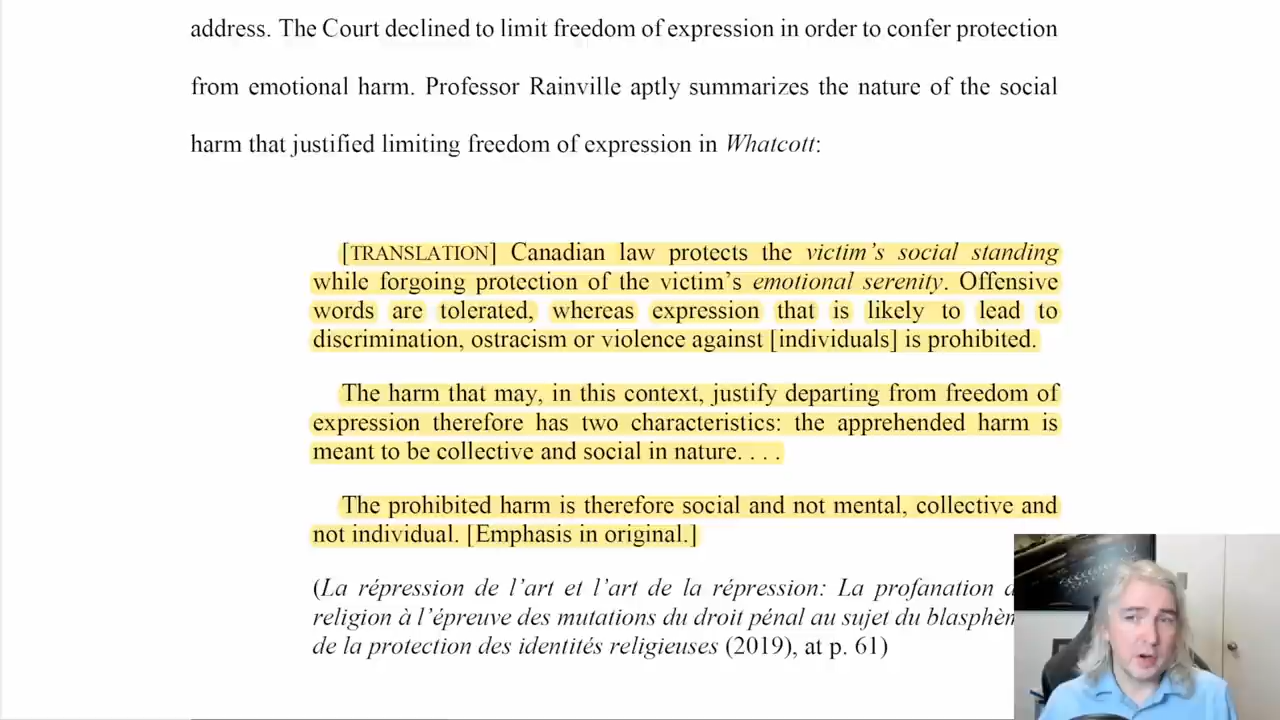 address. The Court declined to limit freedom of expression in order to confer protection
from emotional harm. Professor Rainville aptly summarizes the nature of the social
harm that justified limiting freedom of expression in Whatcott:
[TRANSLATION] Canadian law protects the victim's social standing
while forgoing protection of the victim's emotional serenity. Offensive
words are tolerated, whereas expression that is likely to lead to
discrimination, ostracism or violence against [individuals] is prohibited.
The harm that may, in this context, justify departing from freedom of
expression therefore has two characteristics: the apprehended harm is
meant to be collective and social in nature. . . .
The prohibited harm is therefore social and not mental, collective and
not individual. [Emphasis in original.]
(La répression de l'art et l'art de la répression: La profanation
religion à l'épreuve des mutations du droit pénal au sujet du
de la protection des identités religieuses (2019), at p. 61)